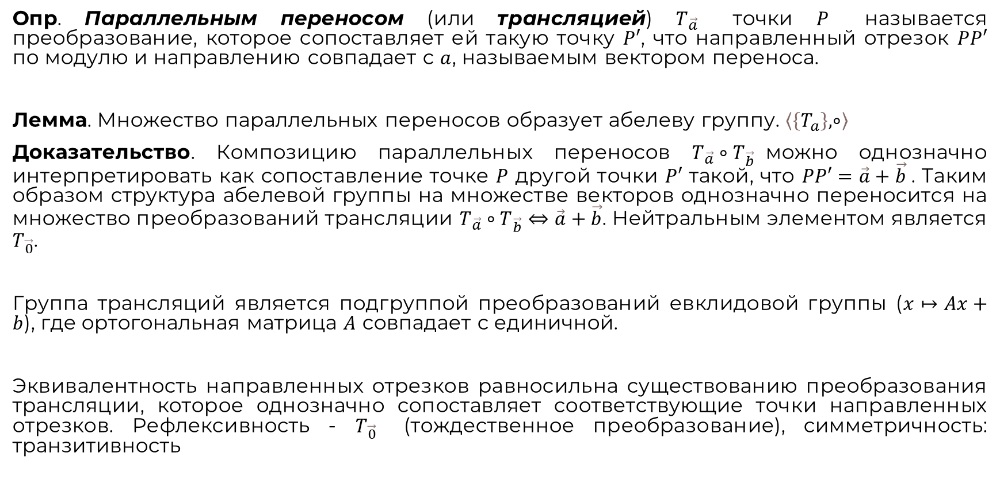 Опр. Параллельным переносом (или трансляцией) $T_{\vec{a}}$ точки $P$ называется
преобразование, которое сопоставляет ей такую точку $P'$, что направленный отрезок $PP'$
по модулю и направлению совпадает с $a$, называемым вектором переноса.
Лемма. Множество параллельных переносов образует абелеву группу. $\langle\{T_a\},\circ\rangle$
Доказательство. Композицию параллельных переносов $T_{\vec{a}} \circ T_{\vec{b}}$ можно однозначно
интерпретировать как сопоставление точке $P$ другой точки $P'$ такой, что $PP' = \vec{a} + \vec{b}$ . Таким
образом структура абелевой группы на множестве векторов однозначно переносится на
множество преобразований трансляции $T_{\vec{a}} \circ T_{\vec{b}} \Leftrightarrow \vec{a} + \vec{b}$. Нейтральным элементом является
$T_{\vec{0}}$.
Группа трансляций является подгруппой преобразований евклидовой группы ($x \mapsto Ax +$
$b$), где ортогональная матрица $A$ совпадает с единичной.
Эквивалентность направленных отрезков равносильна существованию преобразования
трансляции, которое однозначно сопоставляет соответствующие точки направленных
отрезков. Рефлексивность - $T_{\vec{0}}$ (тождественное преобразование), симметричность:
транзитивность